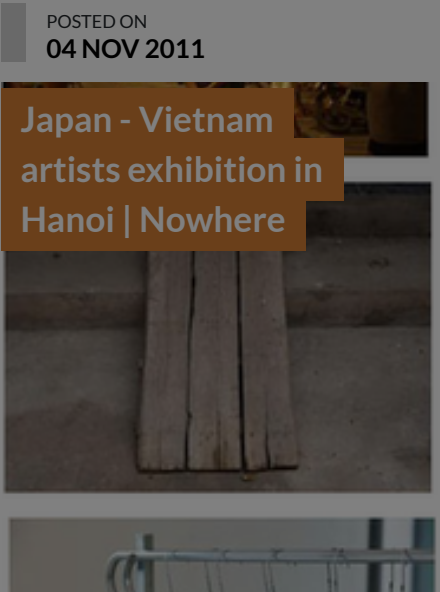 POSTED ON
04 NOV 2011
Japan - Vietnam
artists exhibition in
Hanoi | Nowhere